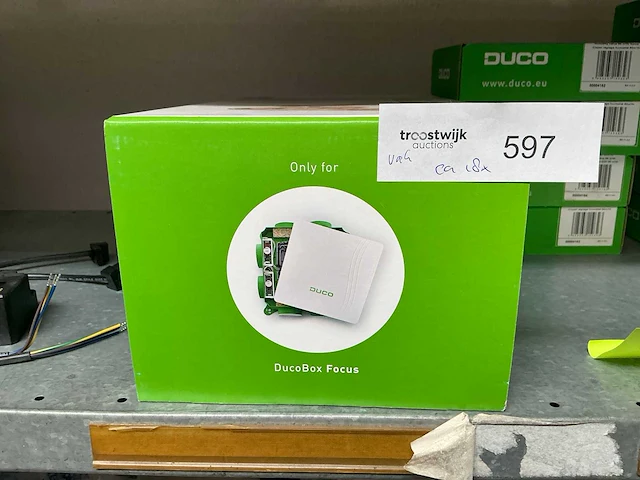 DUCO
www.duco.eu
troostwijk
auctions
597
ca 18x
Only for
DUCO
DucoBox Focus